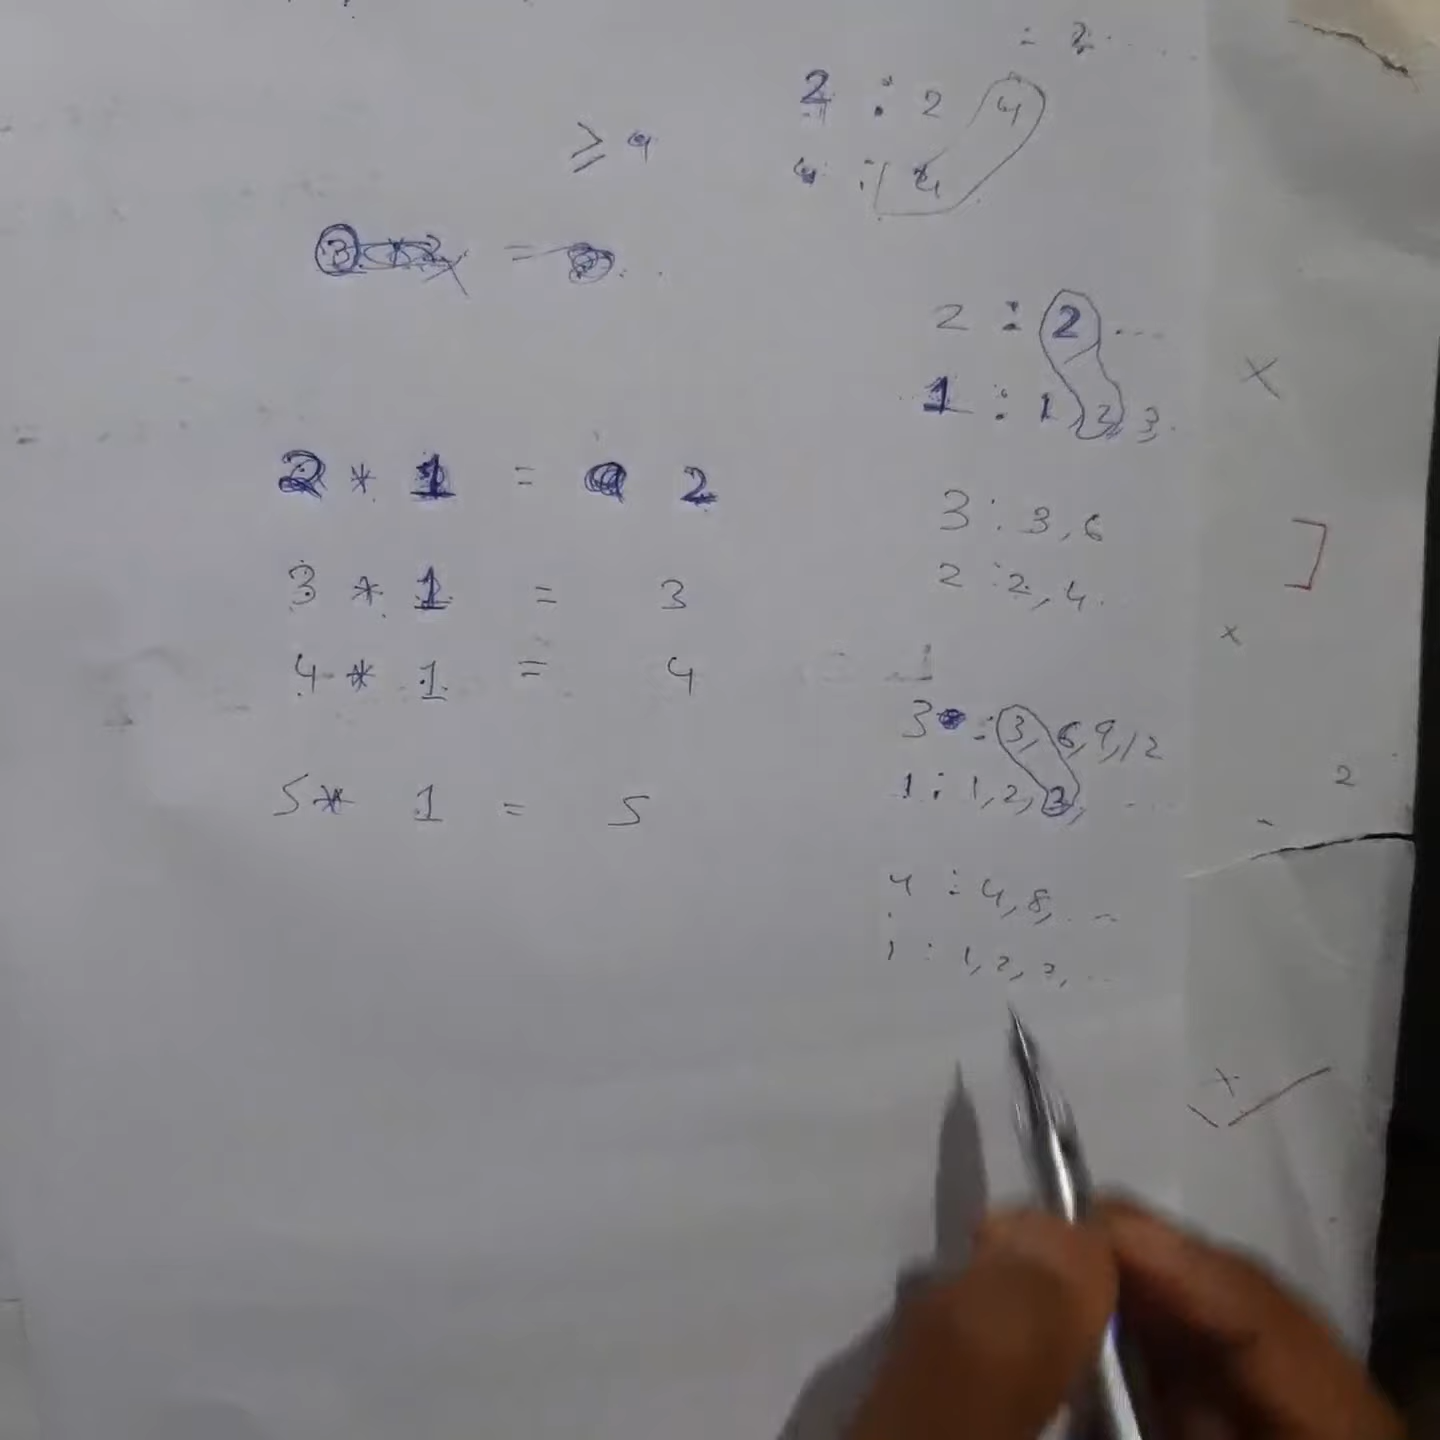 = 2
2 : 2 4
4 : 4
≥ 9
=
2 : 2 ...
1 : 1, 2, 3,
2 * 1 = 2
3 * 1 = 3
4 * 1 = 4
5 * 1 = 5
3 : 3, 6
2 : 2, 4
3 : 3, 6, 9, 12
1 : 1, 2, 3, ...
4 : 4, 8, ...
1 : 1, 2, 3, ...
2